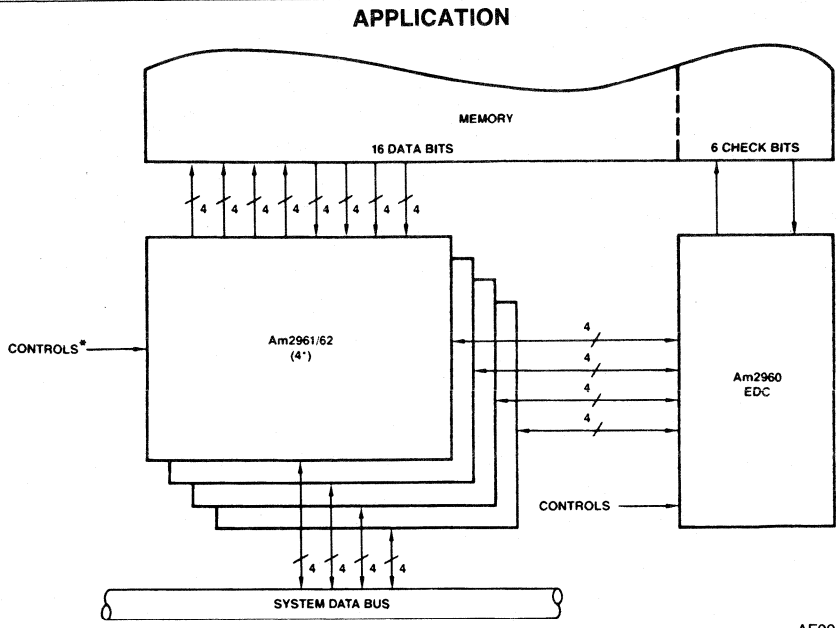 APPLICATION
MEMORY
16 DATA BITS
6 CHECK BITS
4 4 4 4 4 4 4 4
CONTROLS*
Am2961/62
(4*)
4
4
4
4
Am2960
EDC
CONTROLS
4 4 4 4
SYSTEM DATA BUS